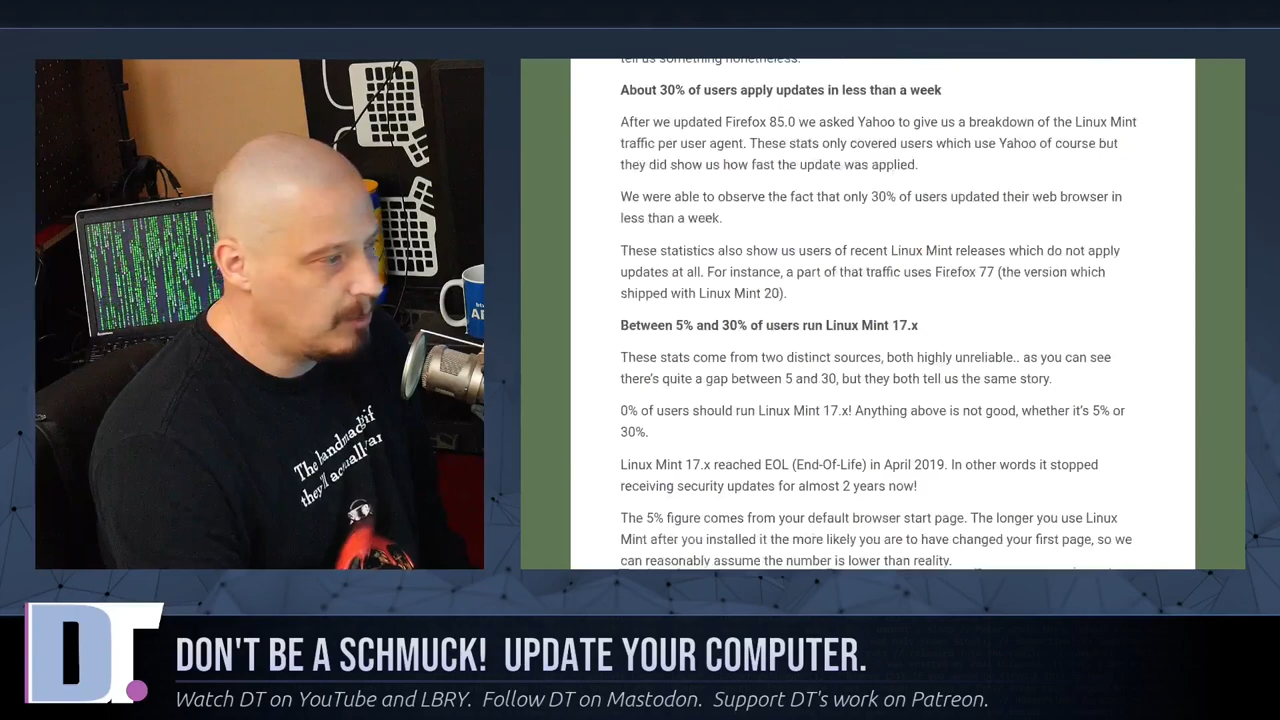 tell us something nonetheless.
About 30% of users apply updates in less than a week
After we updated Firefox 85.0 we asked Yahoo to give us a breakdown of the Linux Mint
traffic per user agent. These stats only covered users which use Yahoo of course but
they did show us how fast the update was applied.
We were able to observe the fact that only 30% of users updated their web browser in
less than a week.
These statistics also show us users of recent Linux Mint releases which do not apply
updates at all. For instance, a part of that traffic uses Firefox 77 (the version which
shipped with Linux Mint 20).
Between 5% and 30% of users run Linux Mint 17.x
These stats come from two distinct sources, both highly unreliable.. as you can see
there's quite a gap between 5 and 30, but they both tell us the same story.
0% of users should run Linux Mint 17.x! Anything above is not good, whether it's 5% or
30%.
Linux Mint 17.x reached EOL (End-Of-Life) in April 2019. In other words it stopped
receiving security updates for almost 2 years now!
The 5% figure comes from your default browser start page. The longer you use Linux
Mint after you installed it the more likely you are to have changed your first page, so we
can reasonably assume the number is lower than reality.
they'll
DT.
DON'T BE A SCHMUCK! UPDATE YOUR COMPUTER.
Watch DT on YouTube and LBRY. Follow DT on Mastodon. Support DT's work on Patreon.